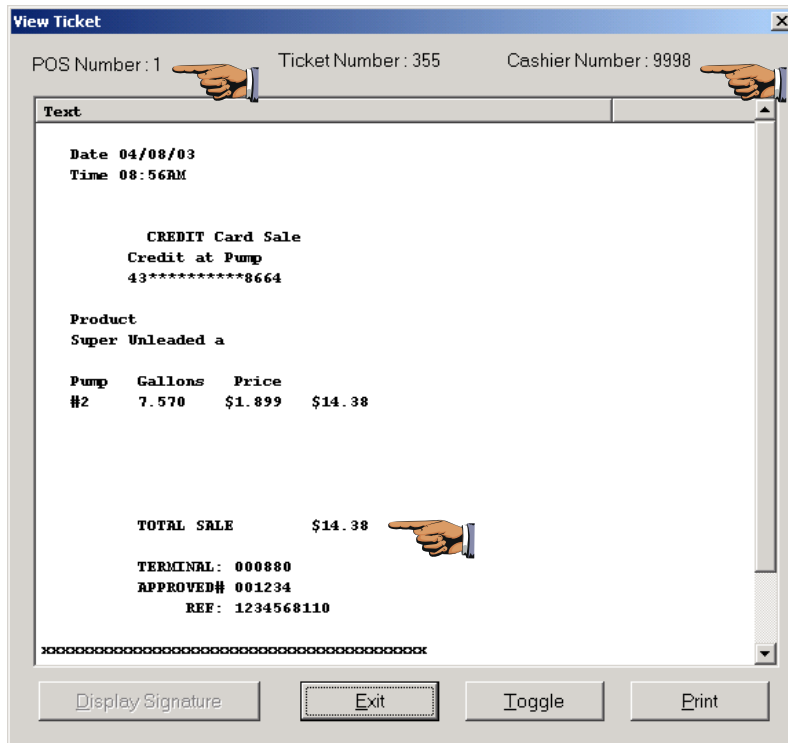 View Ticket
POS Number : 1 Ticket Number : 355 Cashier Number : 9998
Text
Date 04/08/03
Time 08:56AM
CREDIT Card Sale
Credit at Pump
43**********8664
Product
Super Unleaded a
Pump Gallons Price
#2 7.570 $1.899 $14.38
TOTAL SALE $14.38
TERMINAL: 000880
APPROVED# 001234
REF: 1234568110
xxxxxxxxxxxxxxxxxxxxxxxxxxxxxxxxxxxxxxxx
Display Signature Exit Toggle Print